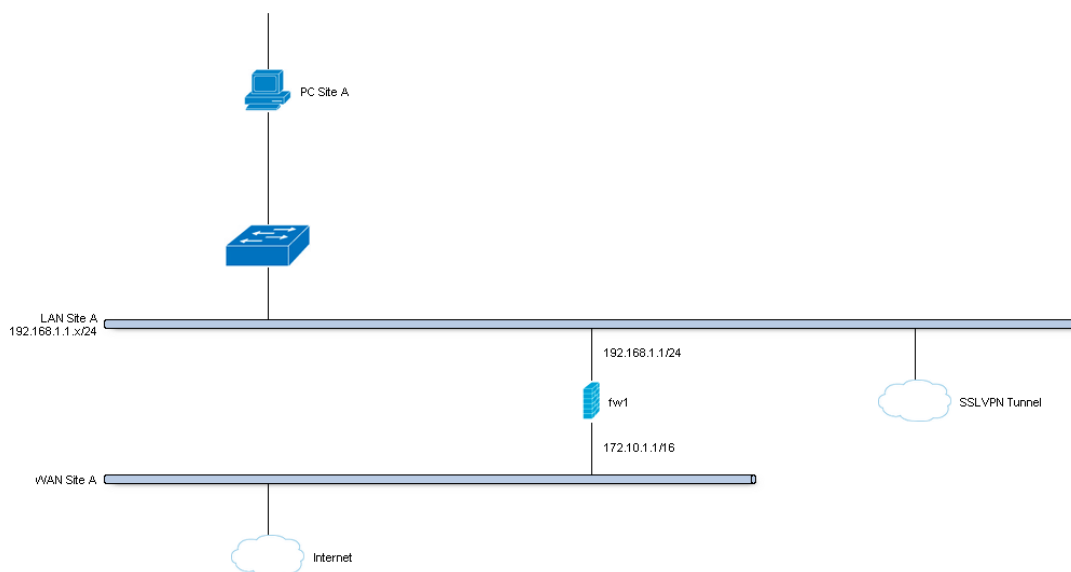 PC Site A
LAN Site A
192.168.1.1.x/24
192.168.1.1/24
fw1
SSLVPN Tunnel
172.10.1.1/16
WAN Site A
Internet